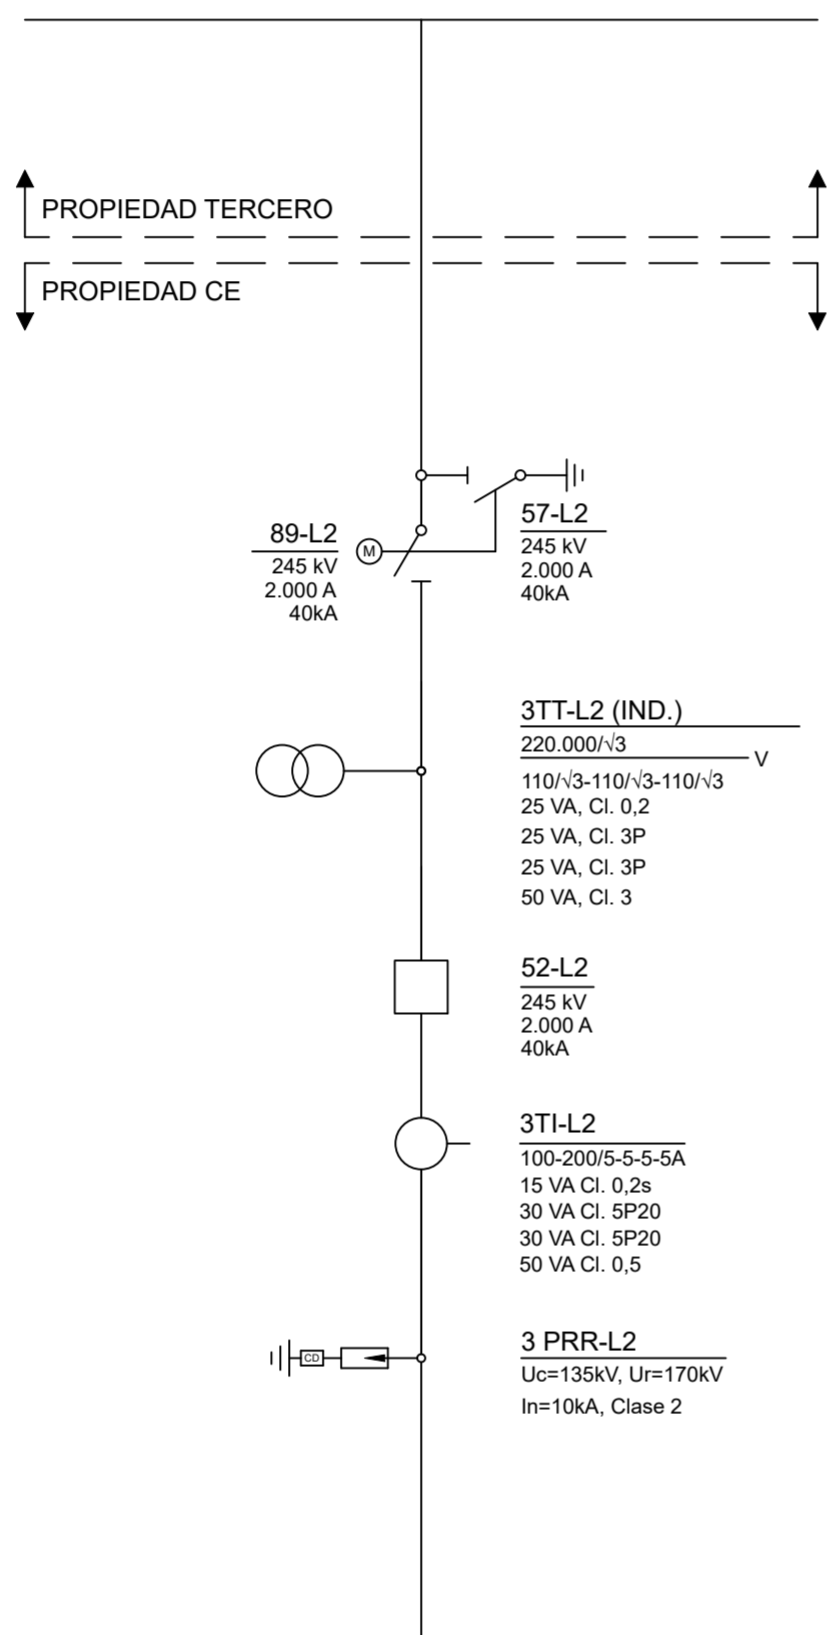 PROPIEDAD TERCERO
PROPIEDAD CE
89-L2
245 kV
2.000 A
40kA
M
57-L2
245 kV
2.000 A
40kA
3TT-L2 (IND.)
220.000/√3
V
110/√3-110/√3-110/√3
25 VA, Cl. 0,2
25 VA, Cl. 3P
25 VA, Cl. 3P
50 VA, Cl. 3
52-L2
245 kV
2.000 A
40kA
3TI-L2
100-200/5-5-5-5A
15 VA Cl. 0,2s
30 VA Cl. 5P20
30 VA Cl. 5P20
50 VA Cl. 0,5
CD
3 PRR-L2
Uc=135kV, Ur=170kV
In=10kA, Clase 2